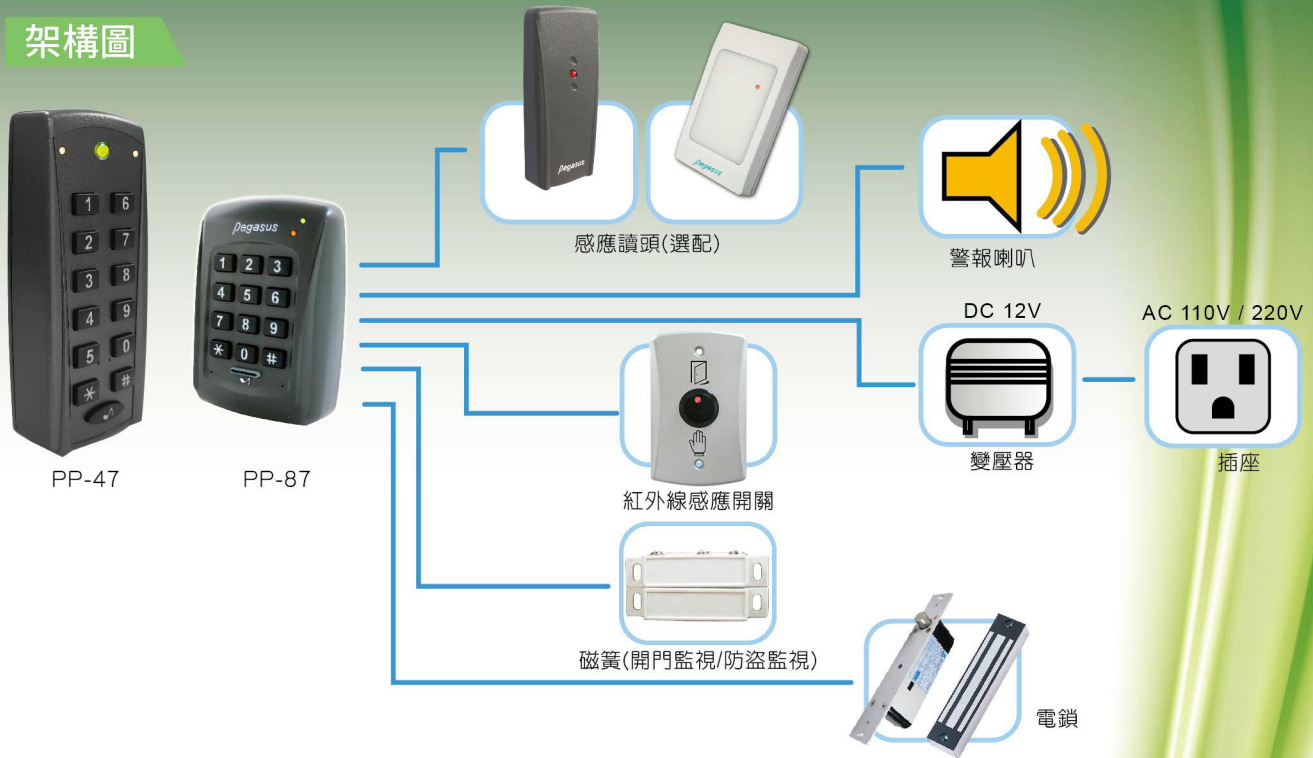 架構圖
pegasus
pegasus
感應讀頭(選配)
警報喇叭
1 6
2 7
3 8
4 9
5 0
* #
PP-47
pegasus
1 2 3
4 5 6
7 8 9
* 0 #
PP-87
DC 12V
變壓器
AC 110V / 220V
插座
紅外線感應開關
磁簧(開門監視/防盜監視)
電鎖